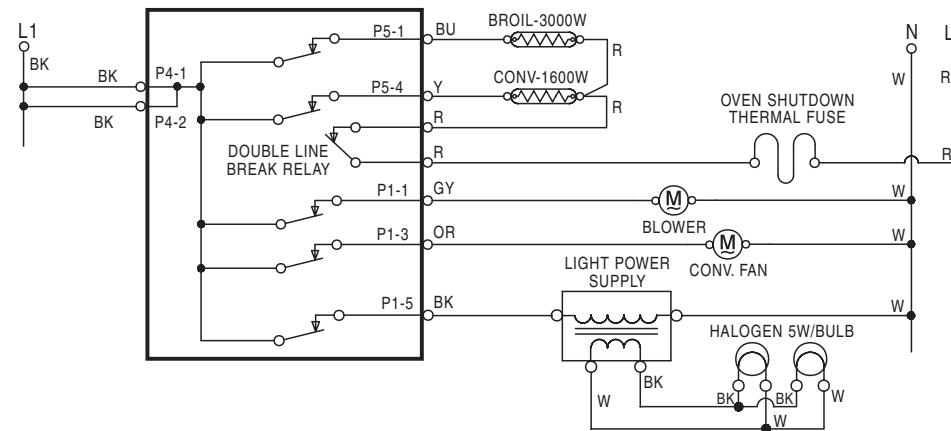 L1
BK
BK
BK
P4-1
P4-2
P5-1
BU
BROIL-3000W
R
P5-4
Y
CONV-1600W
R
R
DOUBLE LINE
BREAK RELAY
R
OVEN SHUTDOWN
THERMAL FUSE
N
L
W
R
R
P1-1
GY
M
BLOWER
W
P1-3
OR
M
CONV. FAN
W
LIGHT POWER
SUPPLY
P1-5
BK
W
HALOGEN 5W/BULB
W
BK
BK
BK
W
W